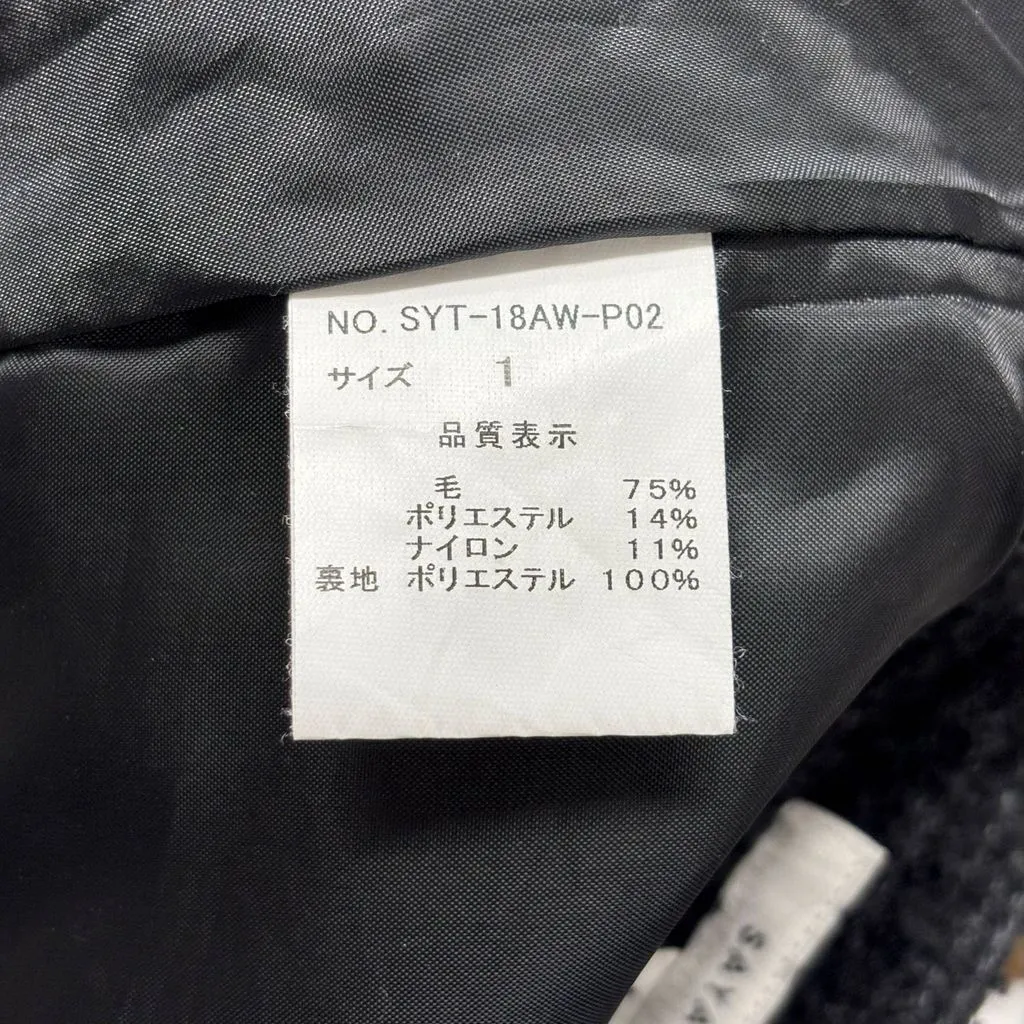 NO. SYT-18AW-P02
サイズ 1
品質表示
毛 75%
ポリエステル 14%
ナイロン 11%
裏地 ポリエステル 100%